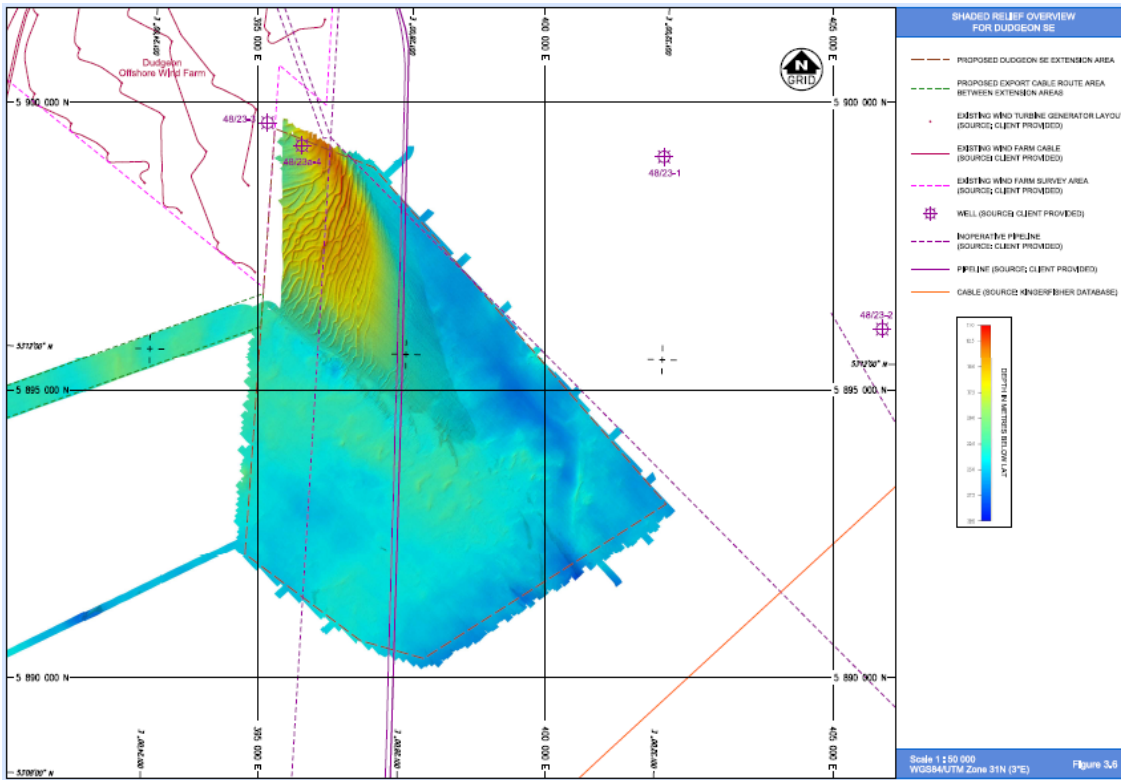 SHADED RELIEF OVERVIEW
FOR DUDGEON SE
PROPOSED DUDGEON SE EXTENSION AREA
PROPOSED EXPORT CABLE ROUTE AREA
BETWEEN EXTENSION AREAS
EXISTING WIND TURBINE GENERATOR LAYOU
(SOURCE: CLIENT PROVIDED)
EXISTING WIND FARM CABLE
(SOURCE: CLIENT PROVIDED)
EXISTING WIND FARM SURVEY AREA
(SOURCE: CLIENT PROVIDED)
WELL (SOURCE: CLIENT PROVIDED)
INOPERATIVE PIPELINE
(SOURCE: CLIENT PROVIDED)
PIPELINE (SOURCE: CLIENT PROVIDED)
CABLE (SOURCE: KINGERFISHER DATABASE)
DEPTH IN METRES BELOW LAT
Scale 1 : 50 000
WGS84/UTM Zone 31N (3°E)
Figure 3.6
395 000 E
400 000 E
405 000 E
Dudgeon
Offshore Wind Farm
N
GRID
5 900 000 N
5 900 000 N
48/23-3
48/23a-4
48/23-1
48/23-2
5 895 000 N
5 895 000 N
5 890 000 N
5 890 000 N
395 000 E
400 000 E
405 000 E